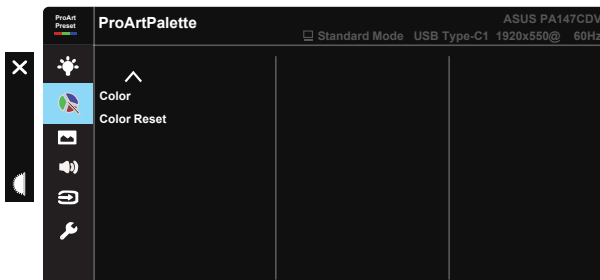 ProArt
Preset
ProArtPalette
ASUS PA147CDV
Standard Mode USB Type-C1 1920x550@ 60Hz
Color
Color Reset